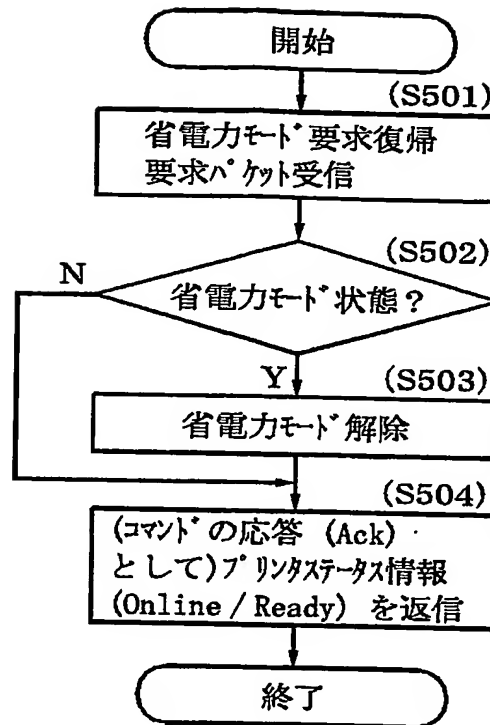 開始
(S501)
省電力ﾓｰﾄﾞ要求復帰
要求ﾊﾟｹｯﾄ受信
(S502)
N
省電力ﾓｰﾄﾞ状態?
Y
(S503)
省電力ﾓｰﾄﾞ解除
(S504)
(ｺﾏﾝﾄﾞの応答 (Ack)
として)ﾌﾟﾘﾝﾀｽﾃｰﾀｽ情報
(Online / Ready) を返信
終了